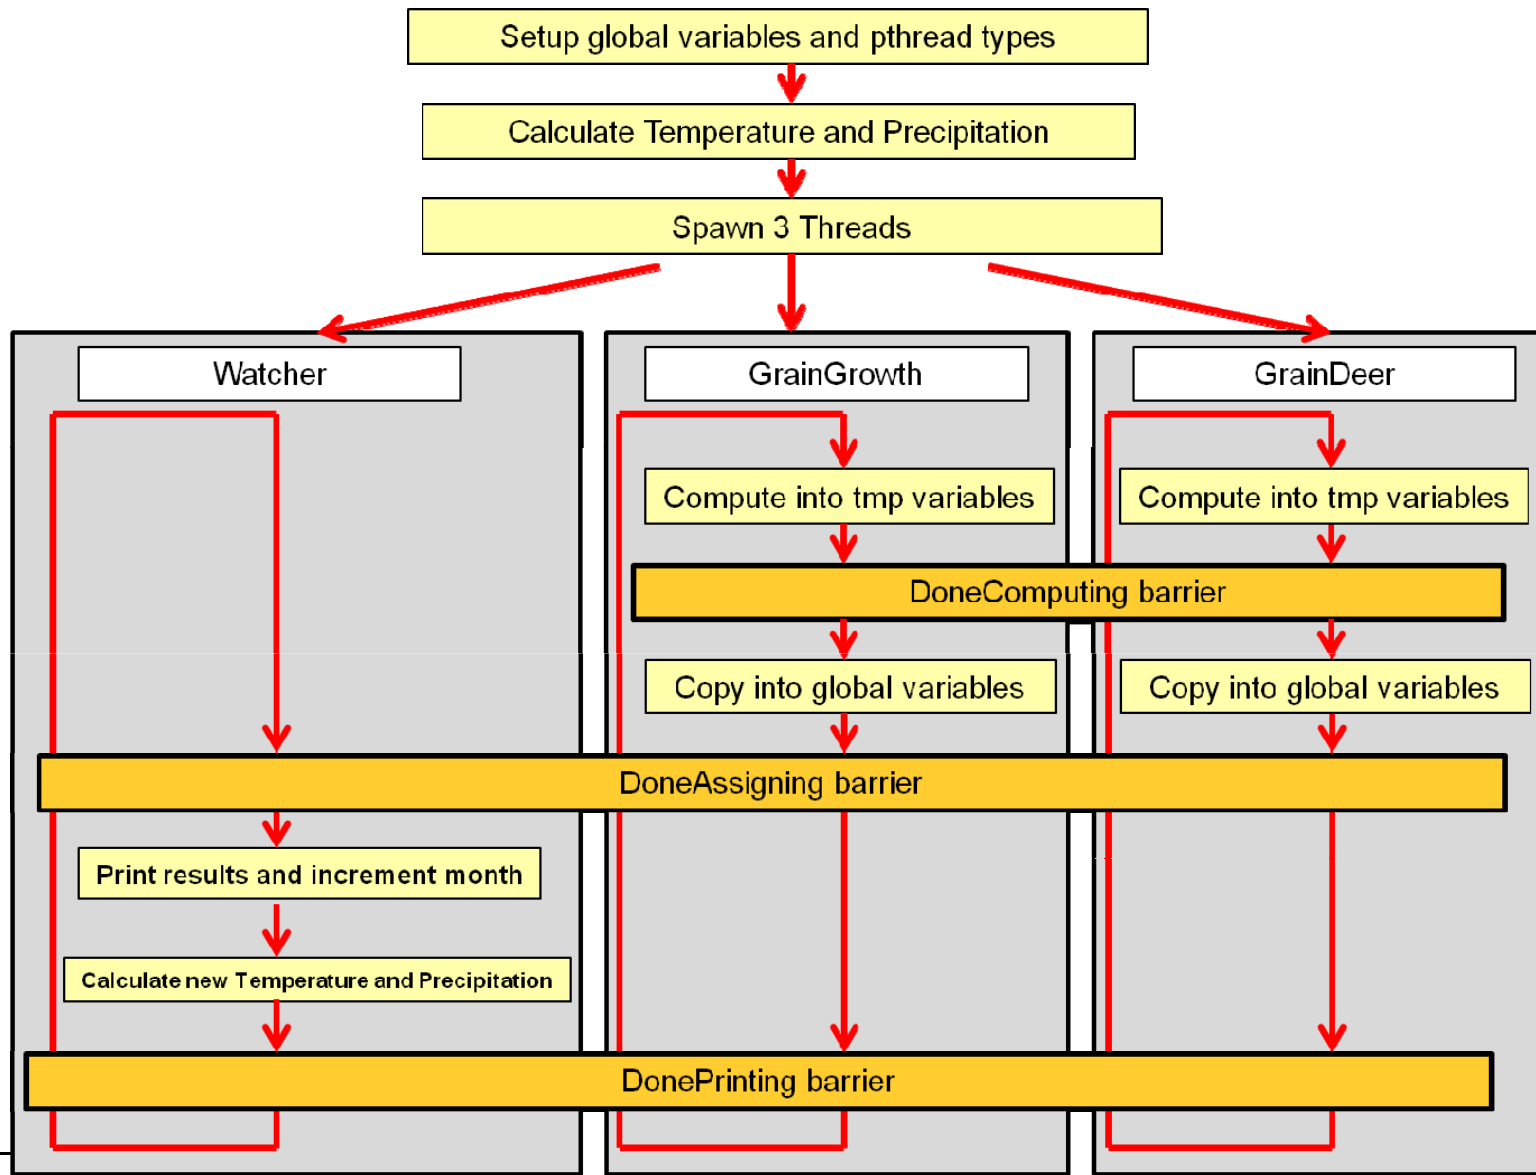 Setup global variables and pthread types
Calculate Temperature and Precipitation
Spawn 3 Threads
Watcher
GrainGrowth
GrainDeer
Compute into tmp variables
Compute into tmp variables
DoneComputing barrier
Copy into global variables
Copy into global variables
DoneAssigning barrier
Print results and increment month
Calculate new Temperature and Precipitation
DonePrinting barrier